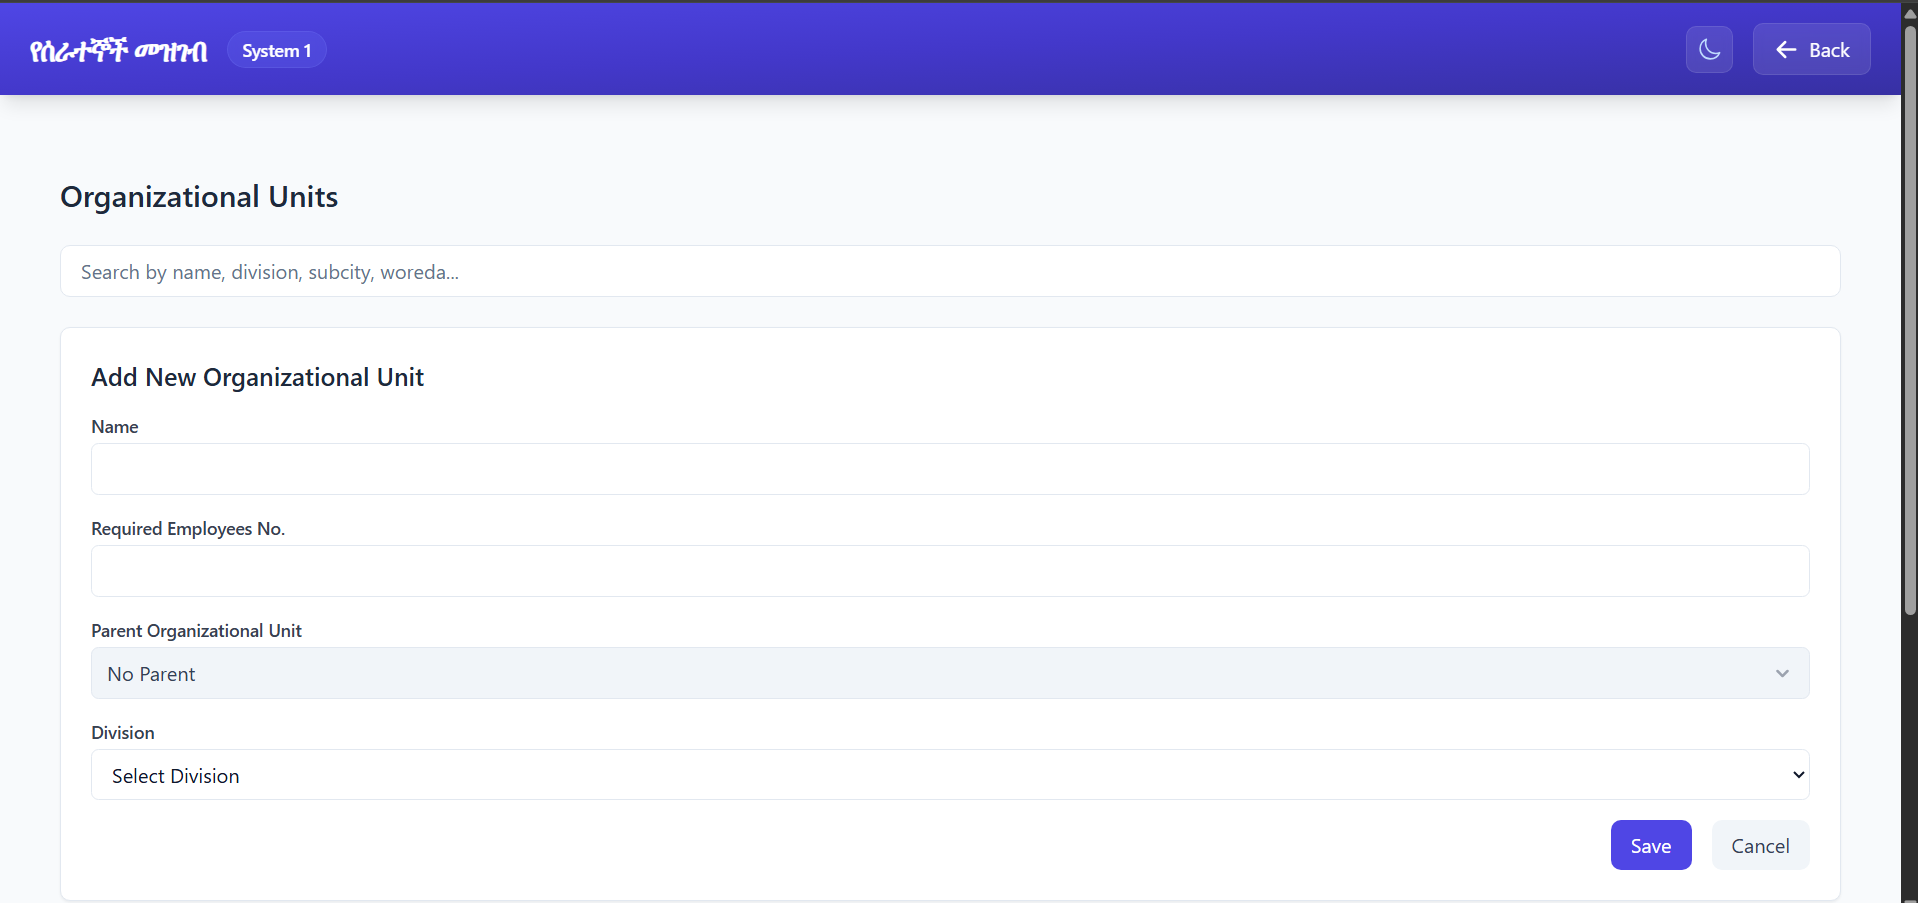 የሰራተኞች መዝገብ
System 1
Back
Organizational Units
Search by name, division, subcity, woreda...
Add New Organizational Unit
Name
Required Employees No.
Parent Organizational Unit
No Parent
Division
Select Division
Save
Cancel